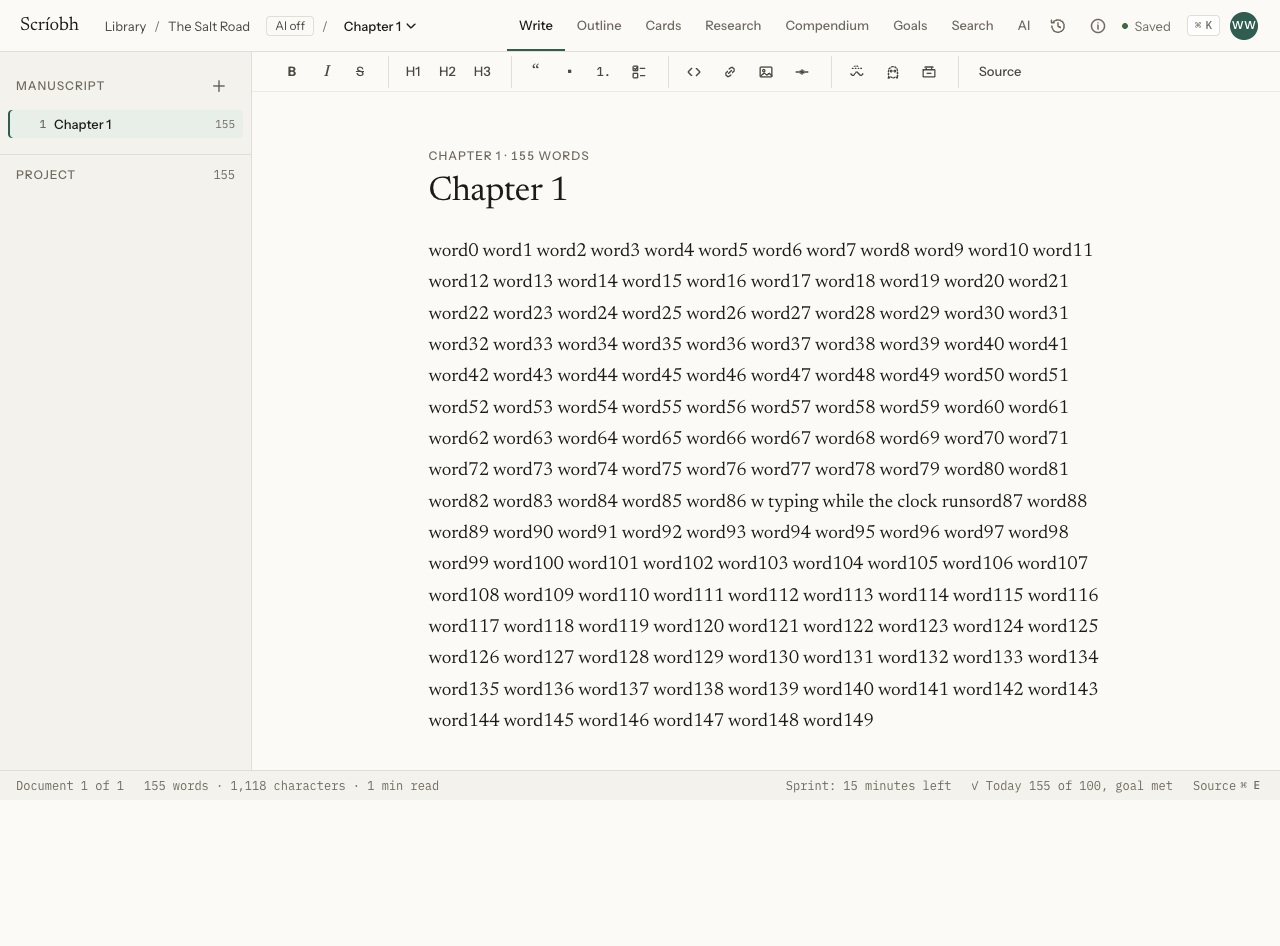 Scríobh
Library / The Salt Road AI off / Chapter 1
Write Outline Cards Research Compendium Goals Search AI Saved ⌘ K WW
B I S H1 H2 H3 “ ▪ 1. Source
MANUSCRIPT
1 Chapter 1 155
PROJECT 155
CHAPTER 1 · 155 WORDS
Chapter 1
word0 word1 word2 word3 word4 word5 word6 word7 word8 word9 word10 word11
word12 word13 word14 word15 word16 word17 word18 word19 word20 word21
word22 word23 word24 word25 word26 word27 word28 word29 word30 word31
word32 word33 word34 word35 word36 word37 word38 word39 word40 word41
word42 word43 word44 word45 word46 word47 word48 word49 word50 word51
word52 word53 word54 word55 word56 word57 word58 word59 word60 word61
word62 word63 word64 word65 word66 word67 word68 word69 word70 word71
word72 word73 word74 word75 word76 word77 word78 word79 word80 word81
word82 word83 word84 word85 word86 w typing while the clock runsord87 word88
word89 word90 word91 word92 word93 word94 word95 word96 word97 word98
word99 word100 word101 word102 word103 word104 word105 word106 word107
word108 word109 word110 word111 word112 word113 word114 word115 word116
word117 word118 word119 word120 word121 word122 word123 word124 word125
word126 word127 word128 word129 word130 word131 word132 word133 word134
word135 word136 word137 word138 word139 word140 word141 word142 word143
word144 word145 word146 word147 word148 word149
Document 1 of 1 155 words · 1,118 characters · 1 min read
Sprint: 15 minutes left √ Today 155 of 100, goal met Source ⌘ E